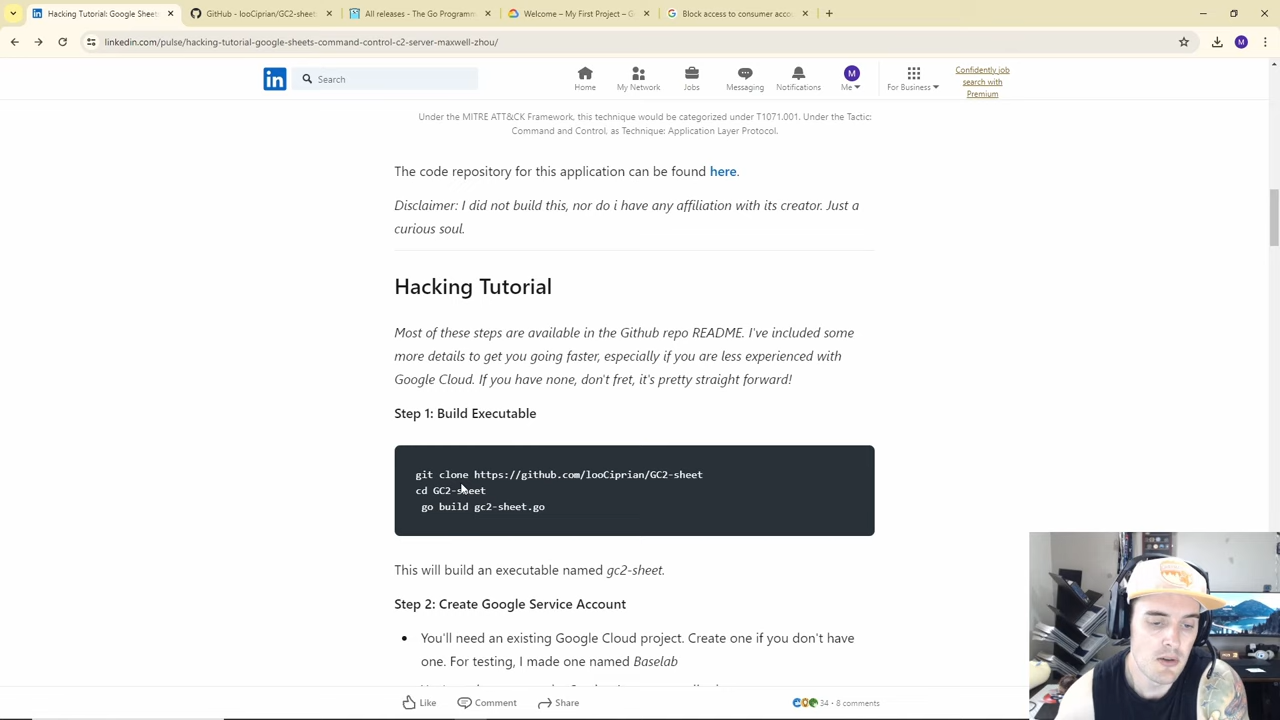 Hacking Tutorial: Google Sheet
GitHub - looCiprian/GC2-sheet
All releases - The Go Program
Welcome – My First Project – G
Block access to consumer acco
linkedin.com/pulse/hacking-tutorial-google-sheets-command-control-c2-server-maxwell-zhou/
M
in
Search
Home
My Network
Jobs
Messaging
Notifications
M
Me
For Business
Confidently job
search with
Premium
Under the MITRE ATT&CK Framework, this technique would be categorized under T1071.001. Under the Tactic:
Command and Control, as Technique: Application Layer Protocol.
The code repository for this application can be found here.
Disclaimer: I did not build this, nor do i have any affiliation with its creator. Just a
curious soul.
Hacking Tutorial
Most of these steps are available in the Github repo README. I've included some
more details to get you going faster, especially if you are less experienced with
Google Cloud. If you have none, don't fret, it's pretty straight forward!
Step 1: Build Executable
git clone https://github.com/looCiprian/GC2-sheet
cd GC2-sheet
go build gc2-sheet.go
This will build an executable named gc2-sheet.
Step 2: Create Google Service Account
• You'll need an existing Google Cloud project. Create one if you don't have
one. For testing, I made one named Baselab
Like
Comment
Share
34 • 8 comments